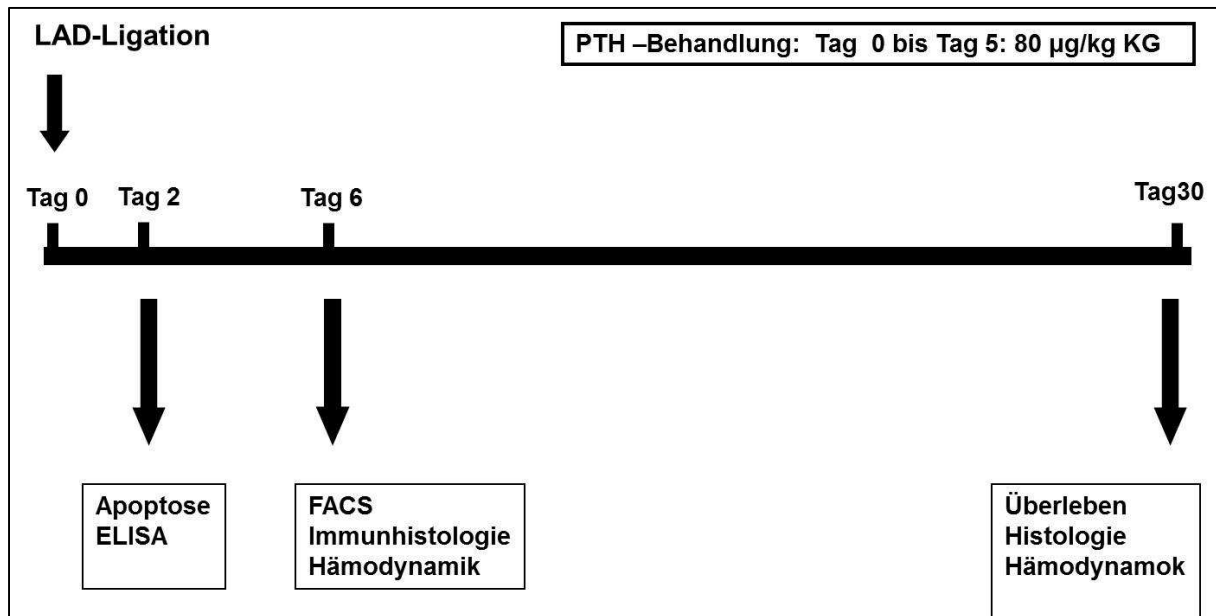 LAD-Ligation
PTH –Behandlung: Tag 0 bis Tag 5: 80 µg/kg KG
Tag 0
Tag 2
Tag 6
Tag30
Apoptose
ELISA
FACS
Immunhistologie
Hämodynamik
Überleben
Histologie
Hämodynamok